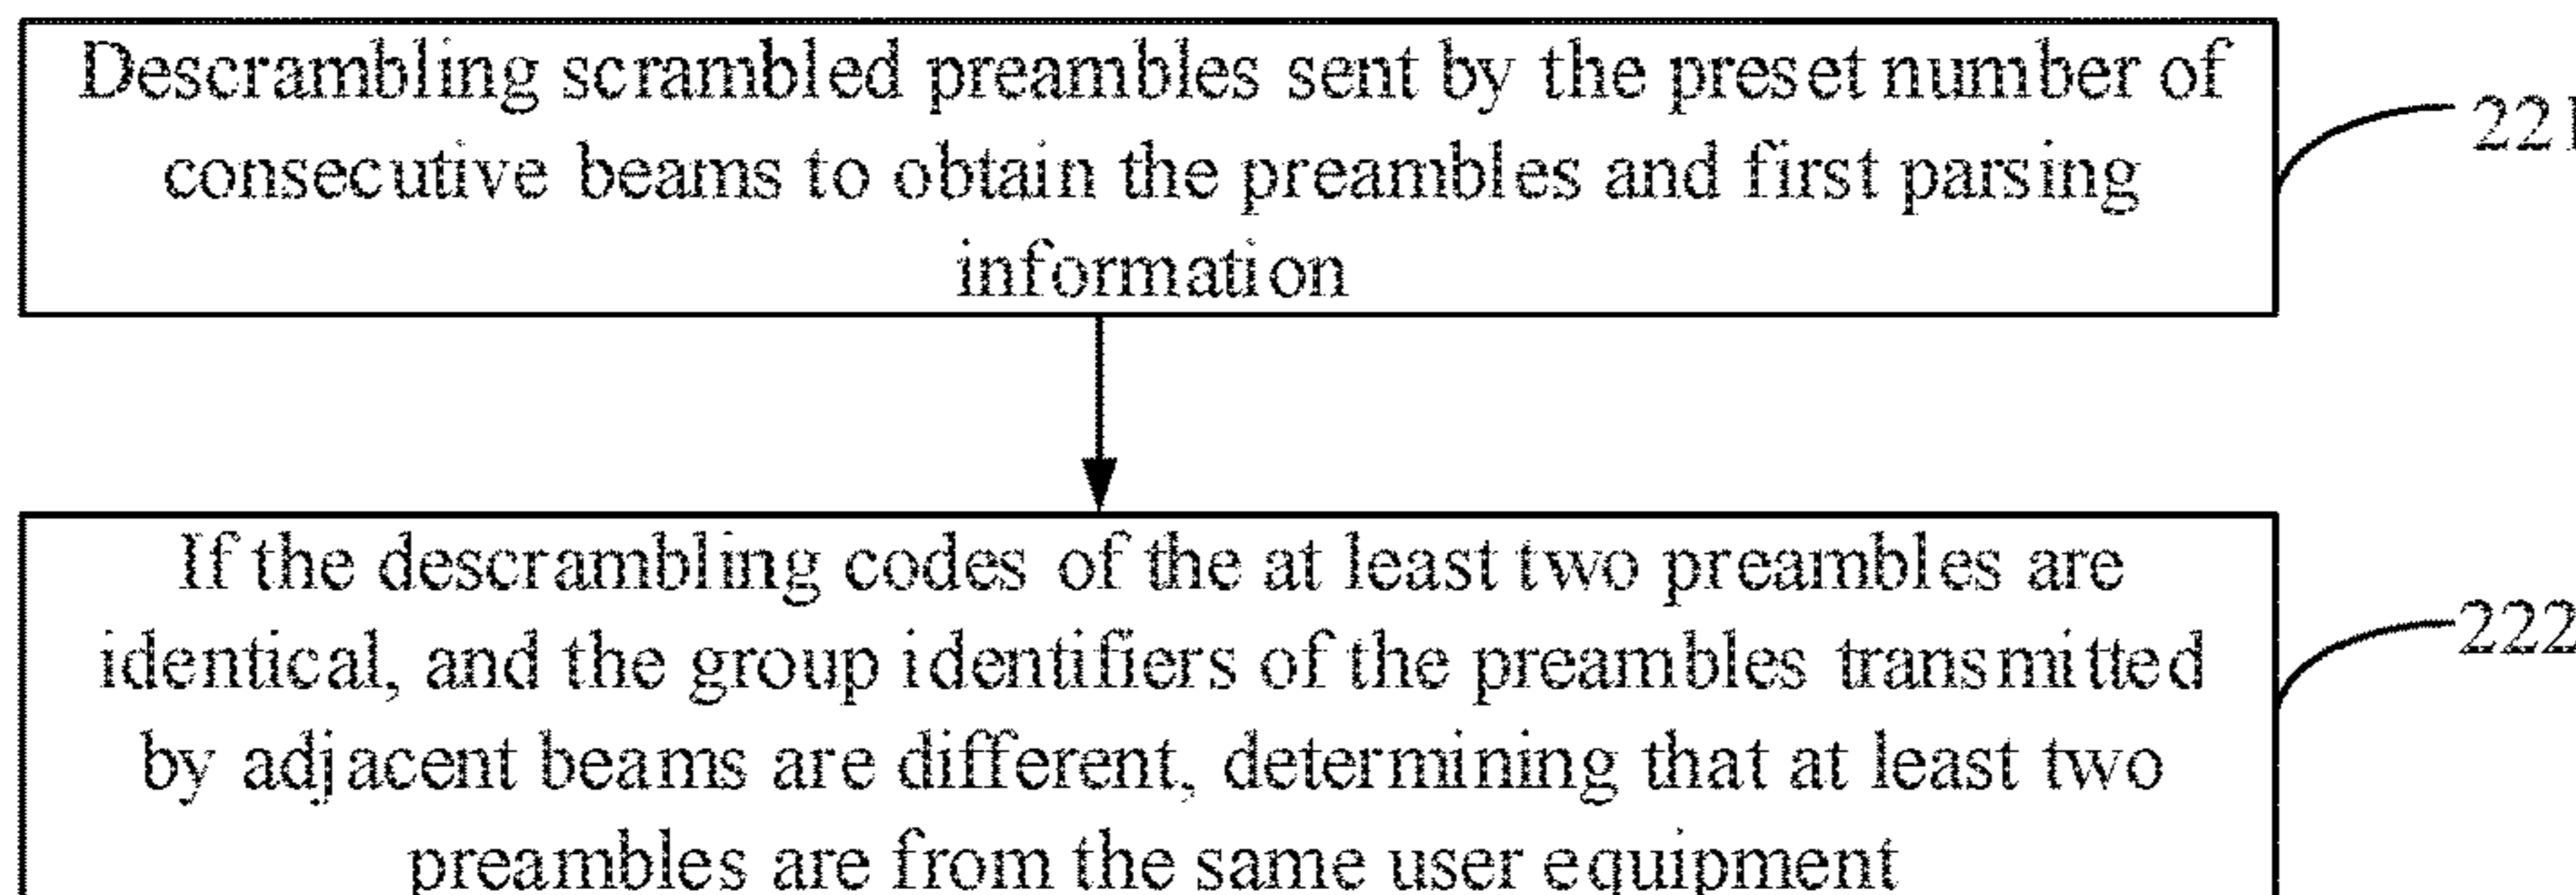 Descrambling scrambled preambles sent by the preset number of
consecutive beams to obtain the preambles and first parsing
information
221
If the descrambling codes of the at least two preambles are
identical, and the group identifiers of the preambles transmitted
by adjacent beams are different, determining that at least two
preambles are from the same user equipment
222